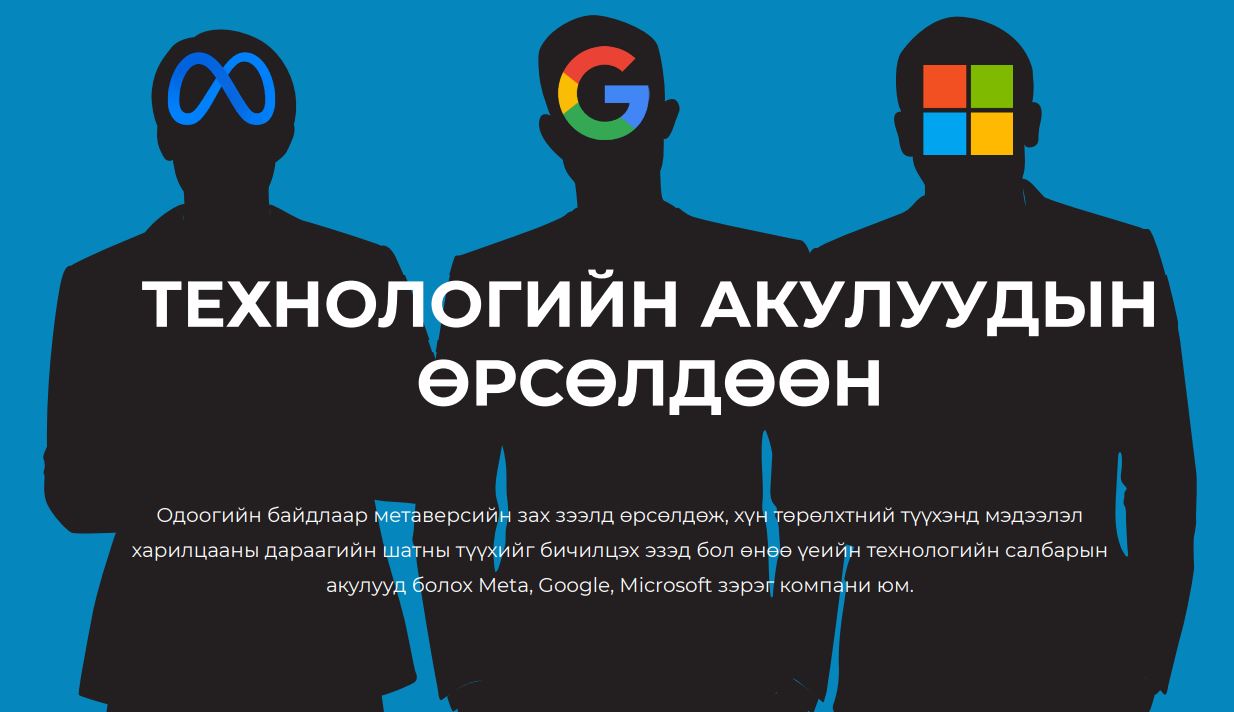 ТЕХНОЛОГИЙН АКУЛУУДЫН
ӨРСӨЛДӨӨН
Одоогийн байдлаар метаверсийн зах зээлд өрсөлдөж, хүн төрөлхтний түүхэнд мэдээлэл
харилцааны дараагийн шатны түүхийг бичилцэх эзэд бол өнөө үеийн технологийн салбарын
акулууд болох Meta, Google, Microsoft зэрэг компани юм.